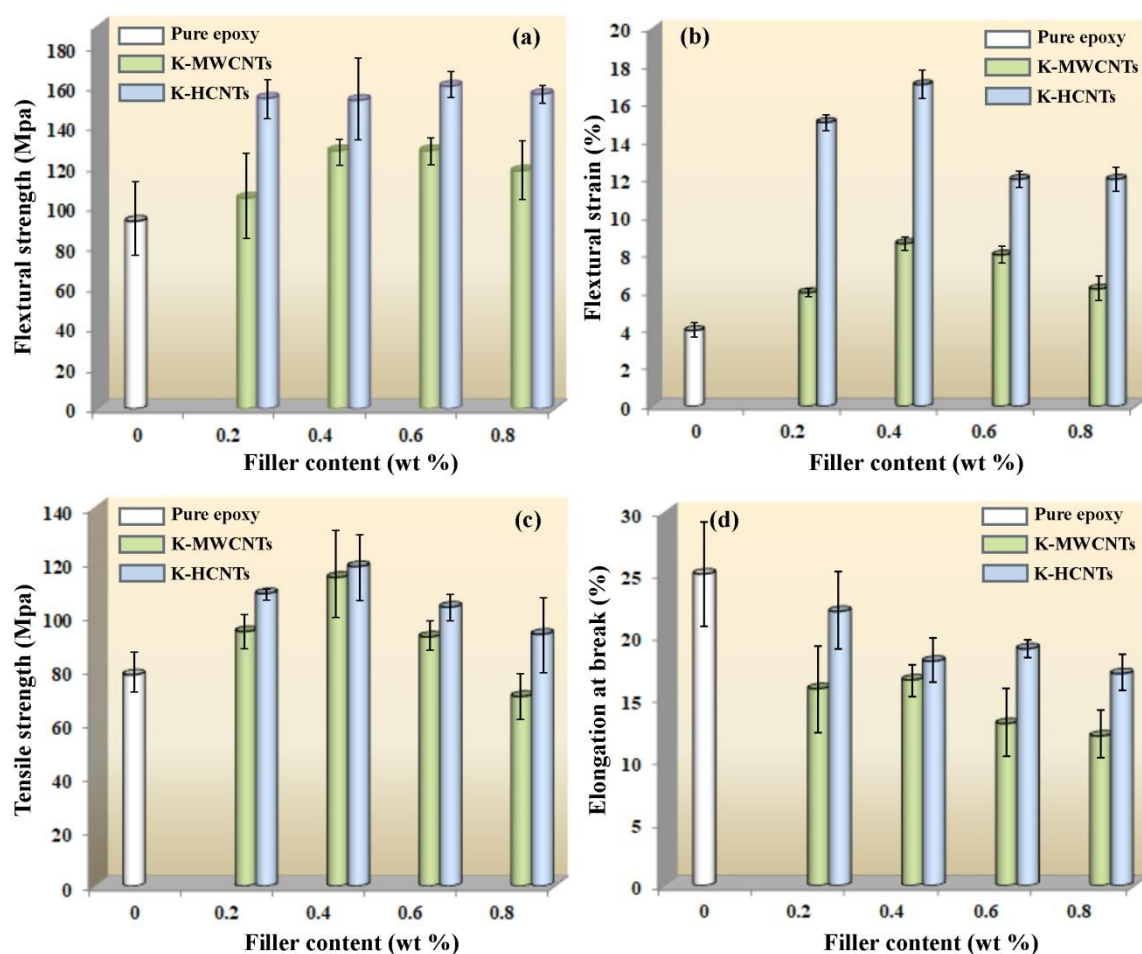 (a)
Pure epoxy
K-MWCNTs
K-HCNTs
Flextural strength (Mpa)
180
160
140
120
100
80
60
40
20
0
0 0.2 0.4 0.6 0.8
Filler content (wt %)
(b)
Pure epoxy
K-MWCNTs
K-HCNTs
Flextural strain (%)
20
18
16
14
12
10
8
6
4
2
0
0 0.2 0.4 0.6 0.8
Filler content (wt %)
(c)
Pure epoxy
K-MWCNTs
K-HCNTs
Tensile strength (Mpa)
140
120
100
80
60
40
20
0
0 0.2 0.4 0.6 0.8
Filler content (wt %)
(d)
Pure epoxy
K-MWCNTs
K-HCNTs
Elongation at break (%)
30
25
20
15
10
5
0
0 0.2 0.4 0.6 0.8
Filler content (wt %)